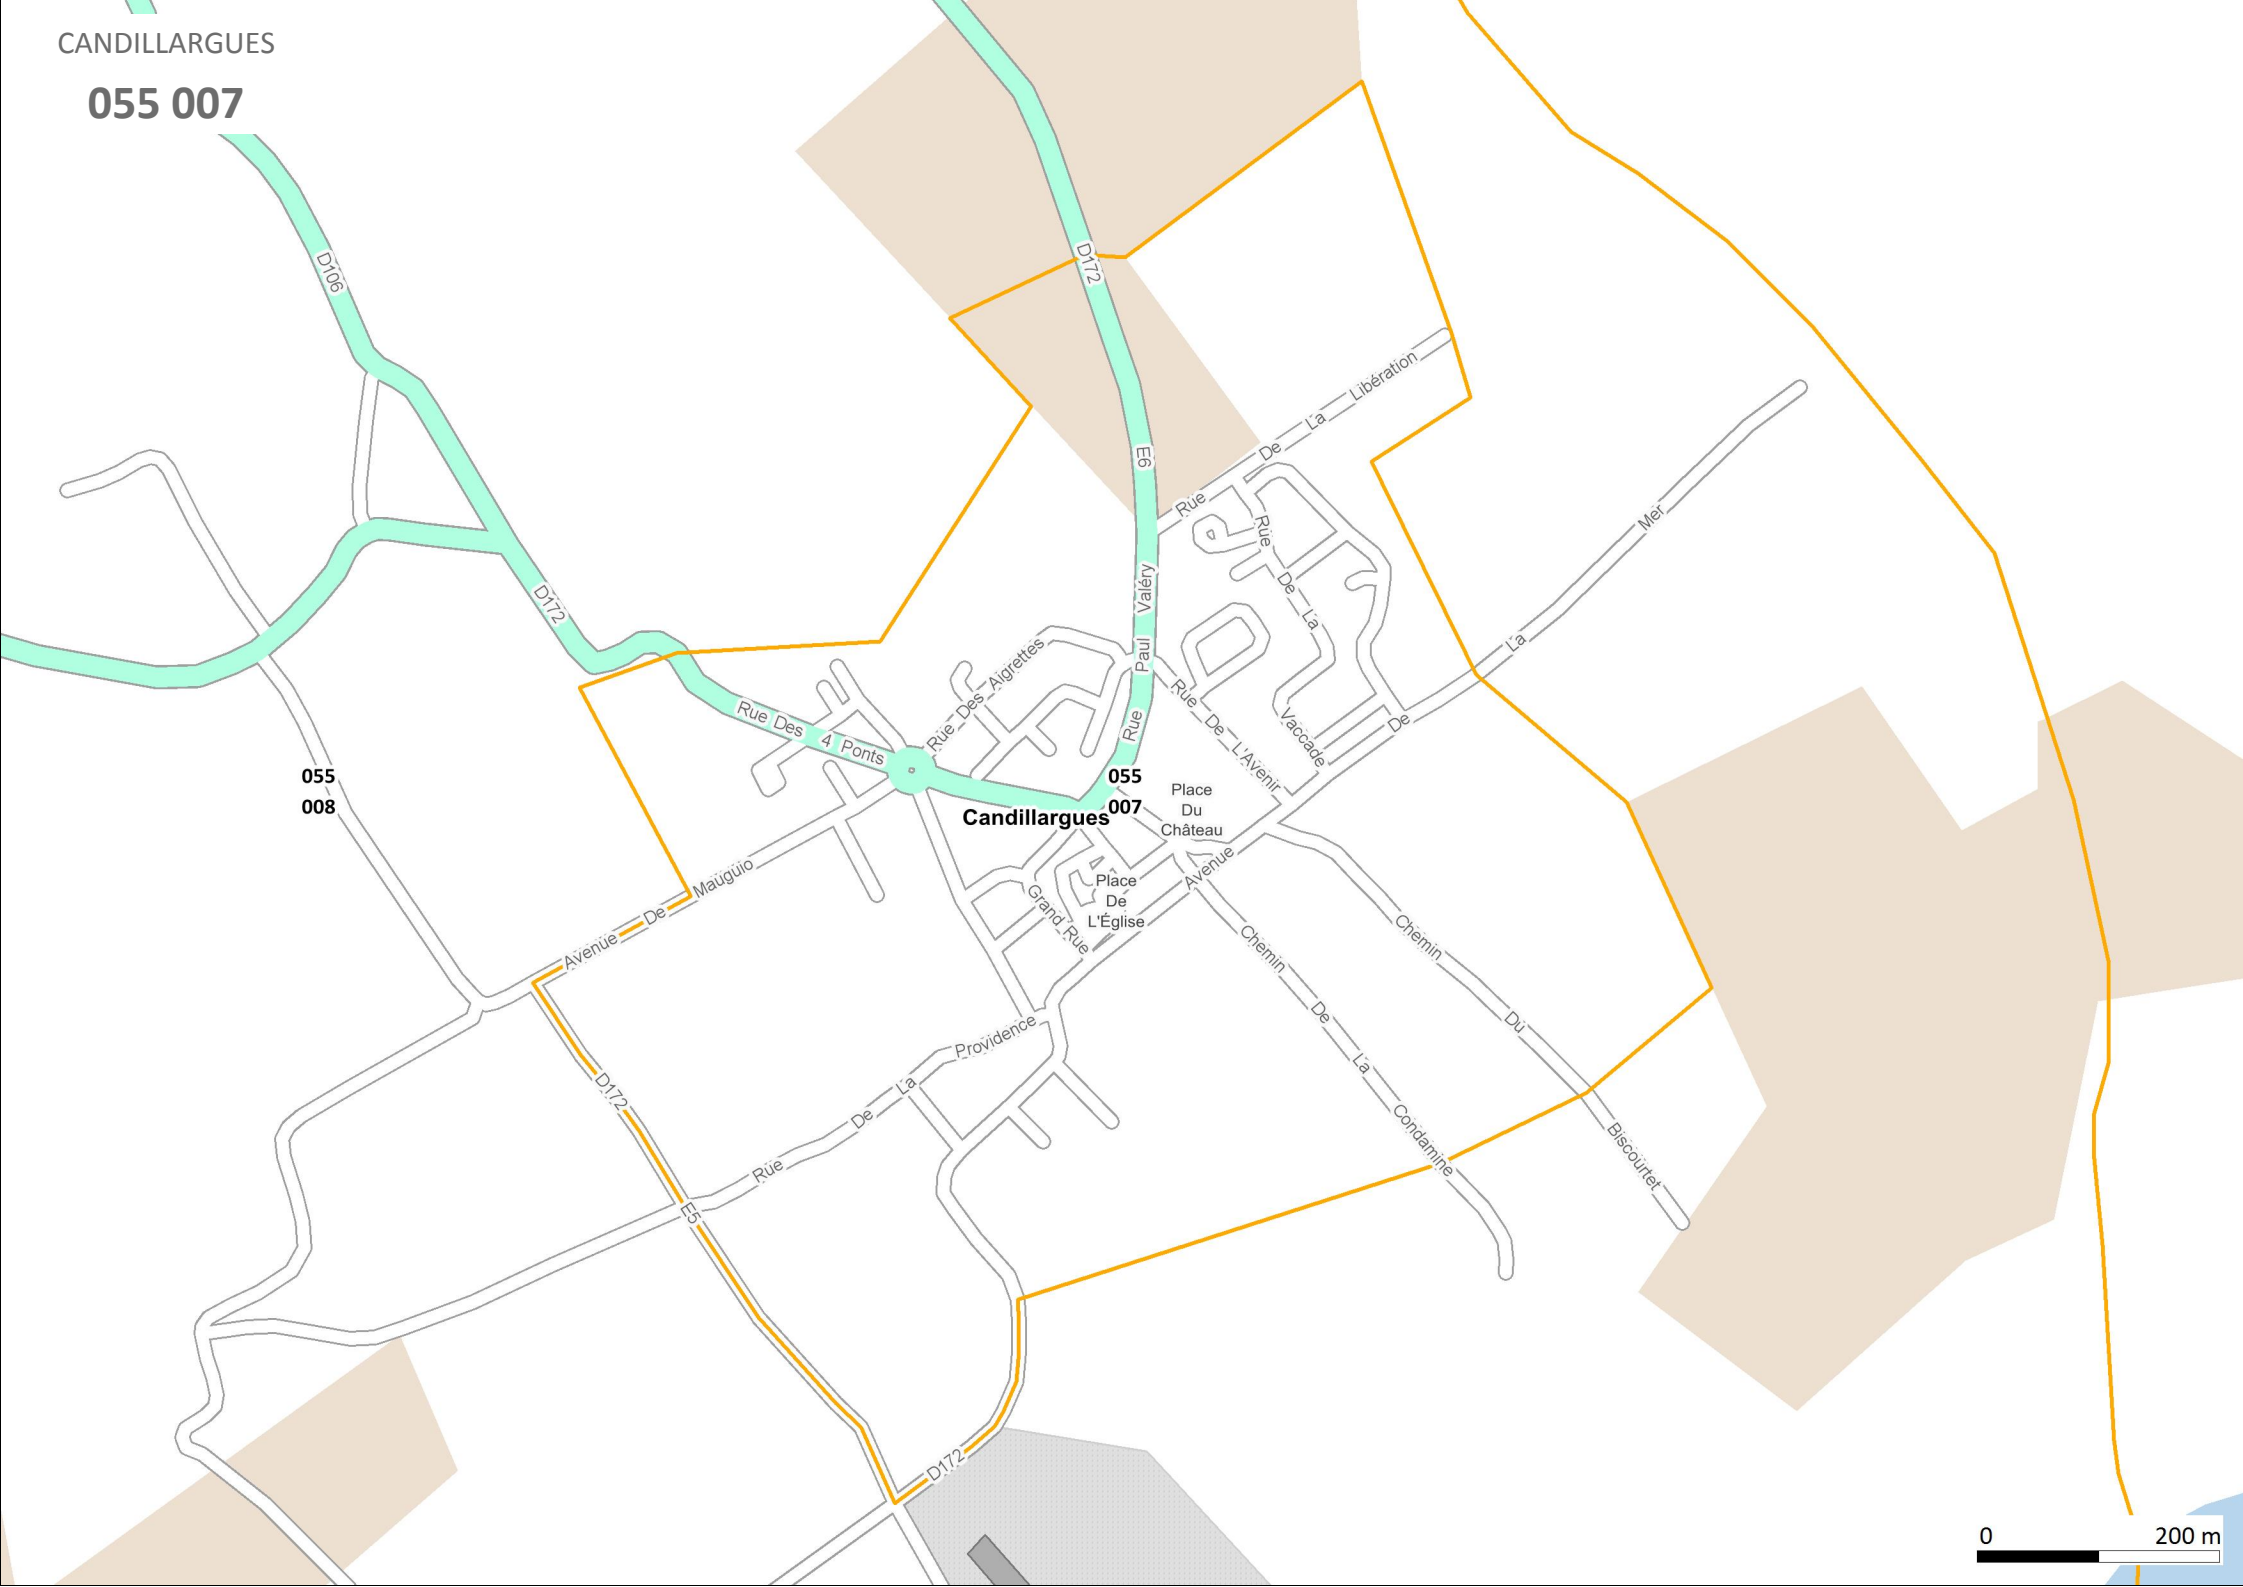 CANDILLARGUES
055 007
D106
D172
D172
E6
Rue De La Libération
Rue Paul Valéry
Rue De La Vaccade
Rue Des Aigrettes
Rue De L'Avenir
Rue Des 4 Ponts
Avenue De La Mer
055
008
055
007
Candillargues
Place
Du
Château
Place
De
L'Église
Grand Rue
Avenue De Mauguio
Chemin De La Condamine
Chemin Du Biscourtet
Rue De La Providence
D172
E5
D172
0 200 m